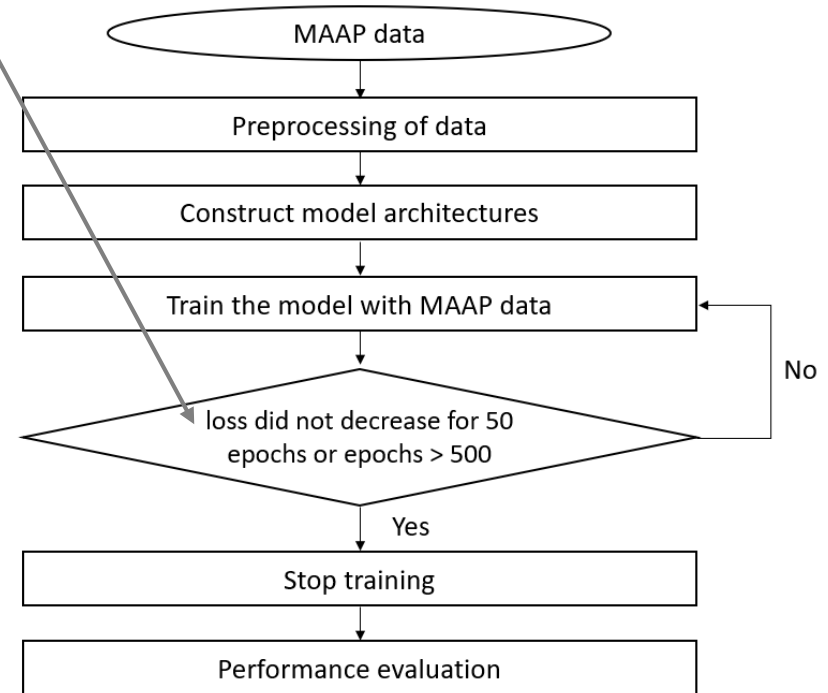 MAAP data
Preprocessing of data
Construct model architectures
Train the model with MAAP data
No
loss did not decrease for 50
epochs or epochs > 500
Yes
Stop training
Performance evaluation